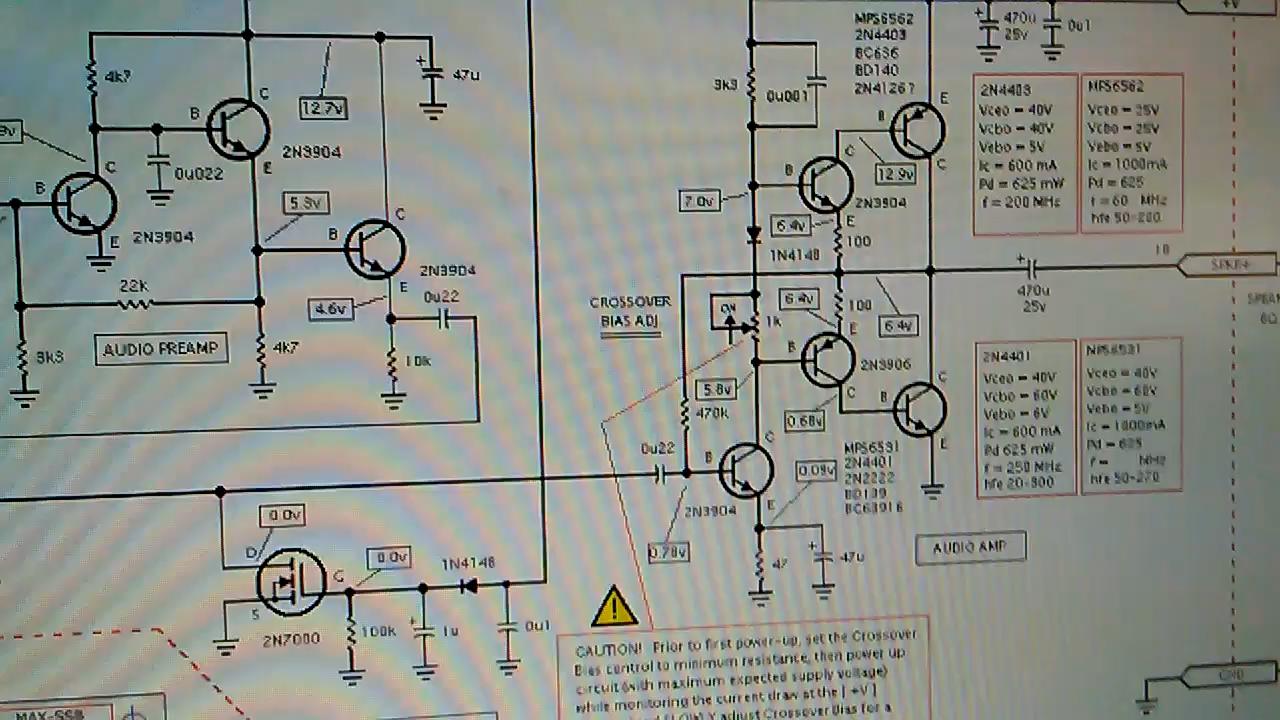 4k7
B
C
E
2N3904
0u022
B
C
E
2N3904
12.7v
47u
5.3v
B
C
E
2N3904
4.6v
0u22
22k
3k3
AUDIO PREAMP
4k7
10k
CROSSOVER
BIAS ADJ
3k3
0u001
7.0v
1N4148
CW
1k
B
C
E
2N3904
6.4v
100
6.4v
100
6.4v
B
E
C
2N3906
5.8v
0.68v
470k
0u22
B
C
E
2N3904
0.78v
0.09v
47
47u
MPS6562
2N4403
BC636
BD140
2N4126?
B
E
C
12.9v
470u
25v
0u1
+V
2N4403
Vceo = 40V
Vcbo = 40V
Vebo = 5V
Ic = 600 mA
Pd = 625 mW
f = 200 MHz
MPS6562
Vceo = 25V
Vcbo = 25V
Vebo = 5V
Ic = 1000mA
Pd = 625
f = 60 MHz
hfe 50-200
470u
25v
10
SPKR+
B
C
E
MPS6531
2N4401
2N2222
BD139
BC63916
2N4401
Vceo = 40V
Vcbo = 60V
Vebo = 6V
Ic = 600 mA
Pd 625 mW
f = 250 MHz
hfe 20-300
MPS6531
Vceo = 40V
Vcbo = 60V
Vebo = 5V
Ic = 1000mA
Pd = 625
f = MHz
hfe 50-270
AUDIO AMP
0.0v
D
G
S
2N7000
0.0v
1N4148
100k
1u
0u1
CAUTION! Prior to first power-up, set the Crossover
Bias control to minimum resistance, then power up
circuit (with maximum expected supply voltage)
while monitoring the current draw at the [ +V ]
adjust Crossover Bias for a
GND
MAX-SSB